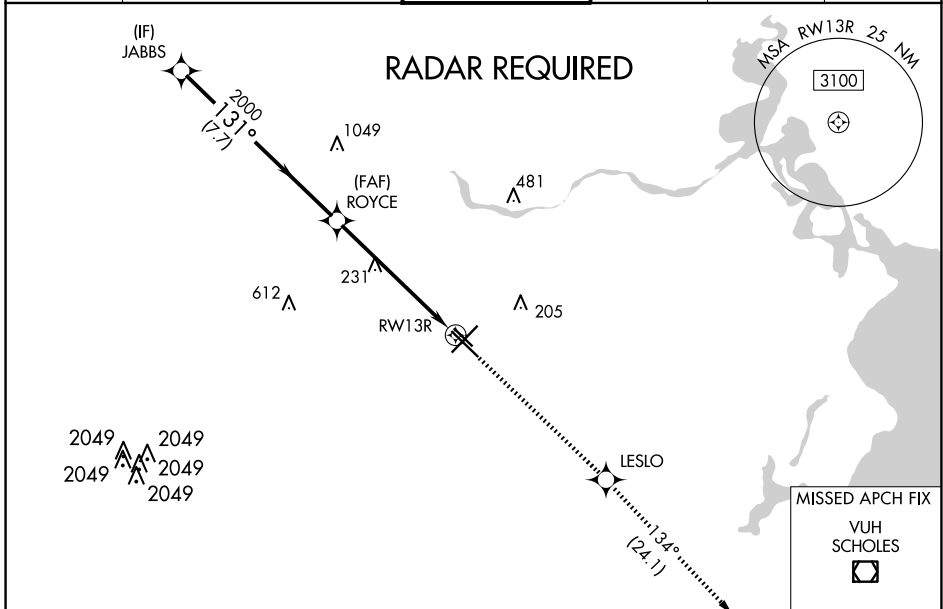 (IF)
JABBS
RADAR REQUIRED
MSA RW13R 25 NM
3100
2000
131°
(7.7)
1049
(FAF)
ROYCE
481
231
612
205
RW13R
2049
2049
2049
2049
2049
LESLO
134°
(24.1)
MISSED APCH FIX
VUH
SCHOLES